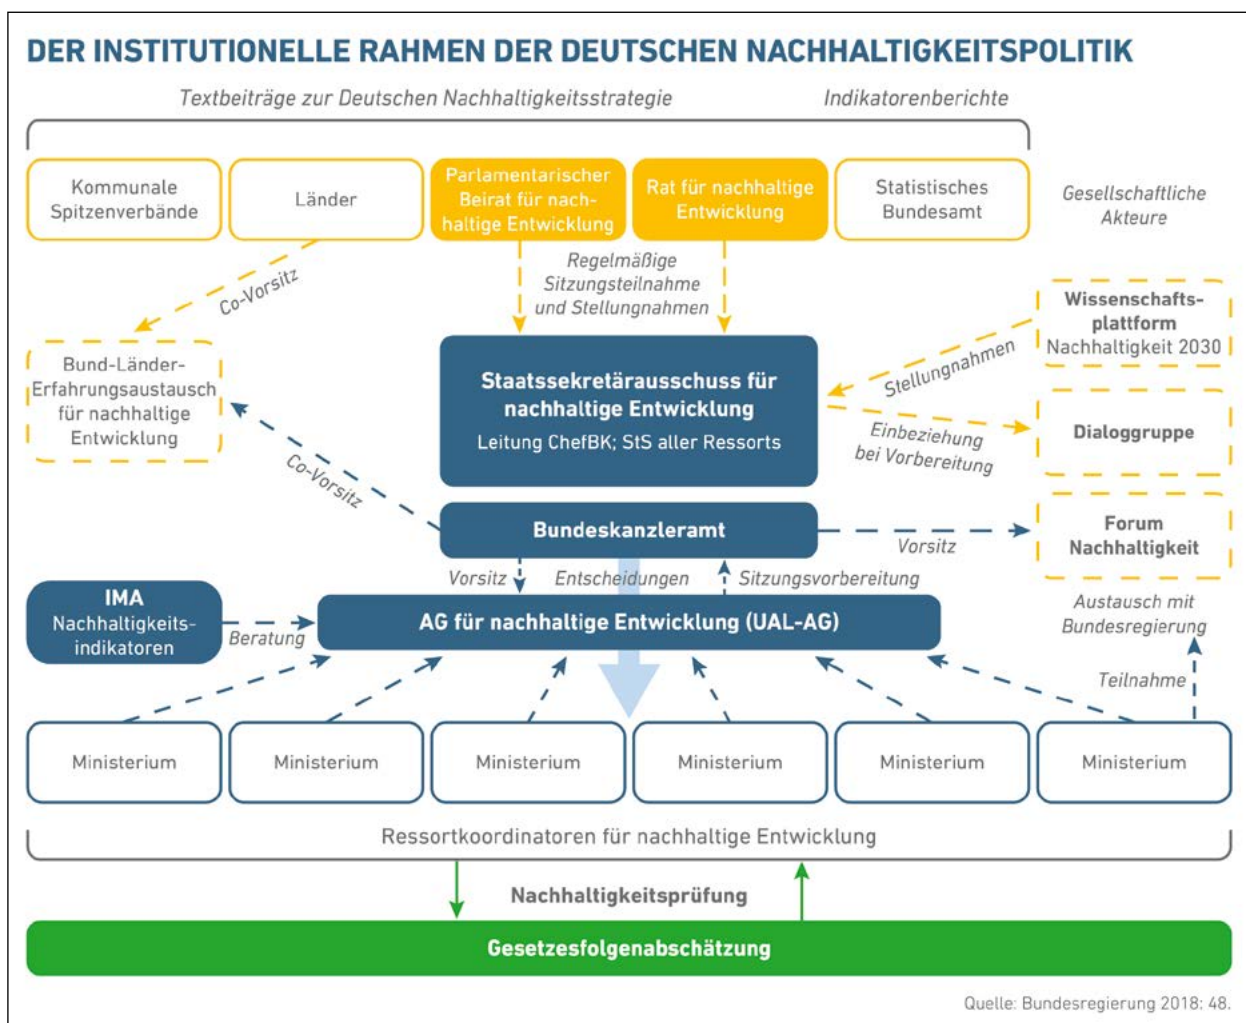 DER INSTITUTIONELLE RAHMEN DER DEUTSCHEN NACHHALTIGKEITSPOLITIK
Textbeiträge zur Deutschen Nachhaltigkeitsstrategie
Indikatorenberichte
Kommunale
Spitzenverbände
Länder
Parlamentarischer
Beirat für nach-
haltige Entwicklung
Rat für nachhaltige
Entwicklung
Statistisches
Bundesamt
Gesellschaftliche
Akteure
Co-Vorsitz
Regelmäßige
Sitzungsteilnahme
und Stellungnahmen
Wissenschafts-
plattform
Nachhaltigkeit 2030
Stellungnahmen
Bund-Länder-
Erfahrungsaustausch
für nachhaltige
Entwicklung
Staatssekretärausschuss für
nachhaltige Entwicklung
Leitung ChefBK; StS aller Ressorts
Einbeziehung
bei Vorbereitung
Dialoggruppe
Co-Vorsitz
Bundeskanzleramt
Vorsitz
Forum
Nachhaltigkeit
Vorsitz
Entscheidungen
Sitzungsvorbereitung
IMA
Nachhaltigkeits-
indikatoren
Beratung
AG für nachhaltige Entwicklung (UAL-AG)
Austausch mit
Bundesregierung
Teilnahme
Ministerium
Ministerium
Ministerium
Ministerium
Ministerium
Ministerium
Ressortkoordinatoren für nachhaltige Entwicklung
Nachhaltigkeitsprüfung
Gesetzesfolgenabschätzung
Quelle: Bundesregierung 2018: 48.